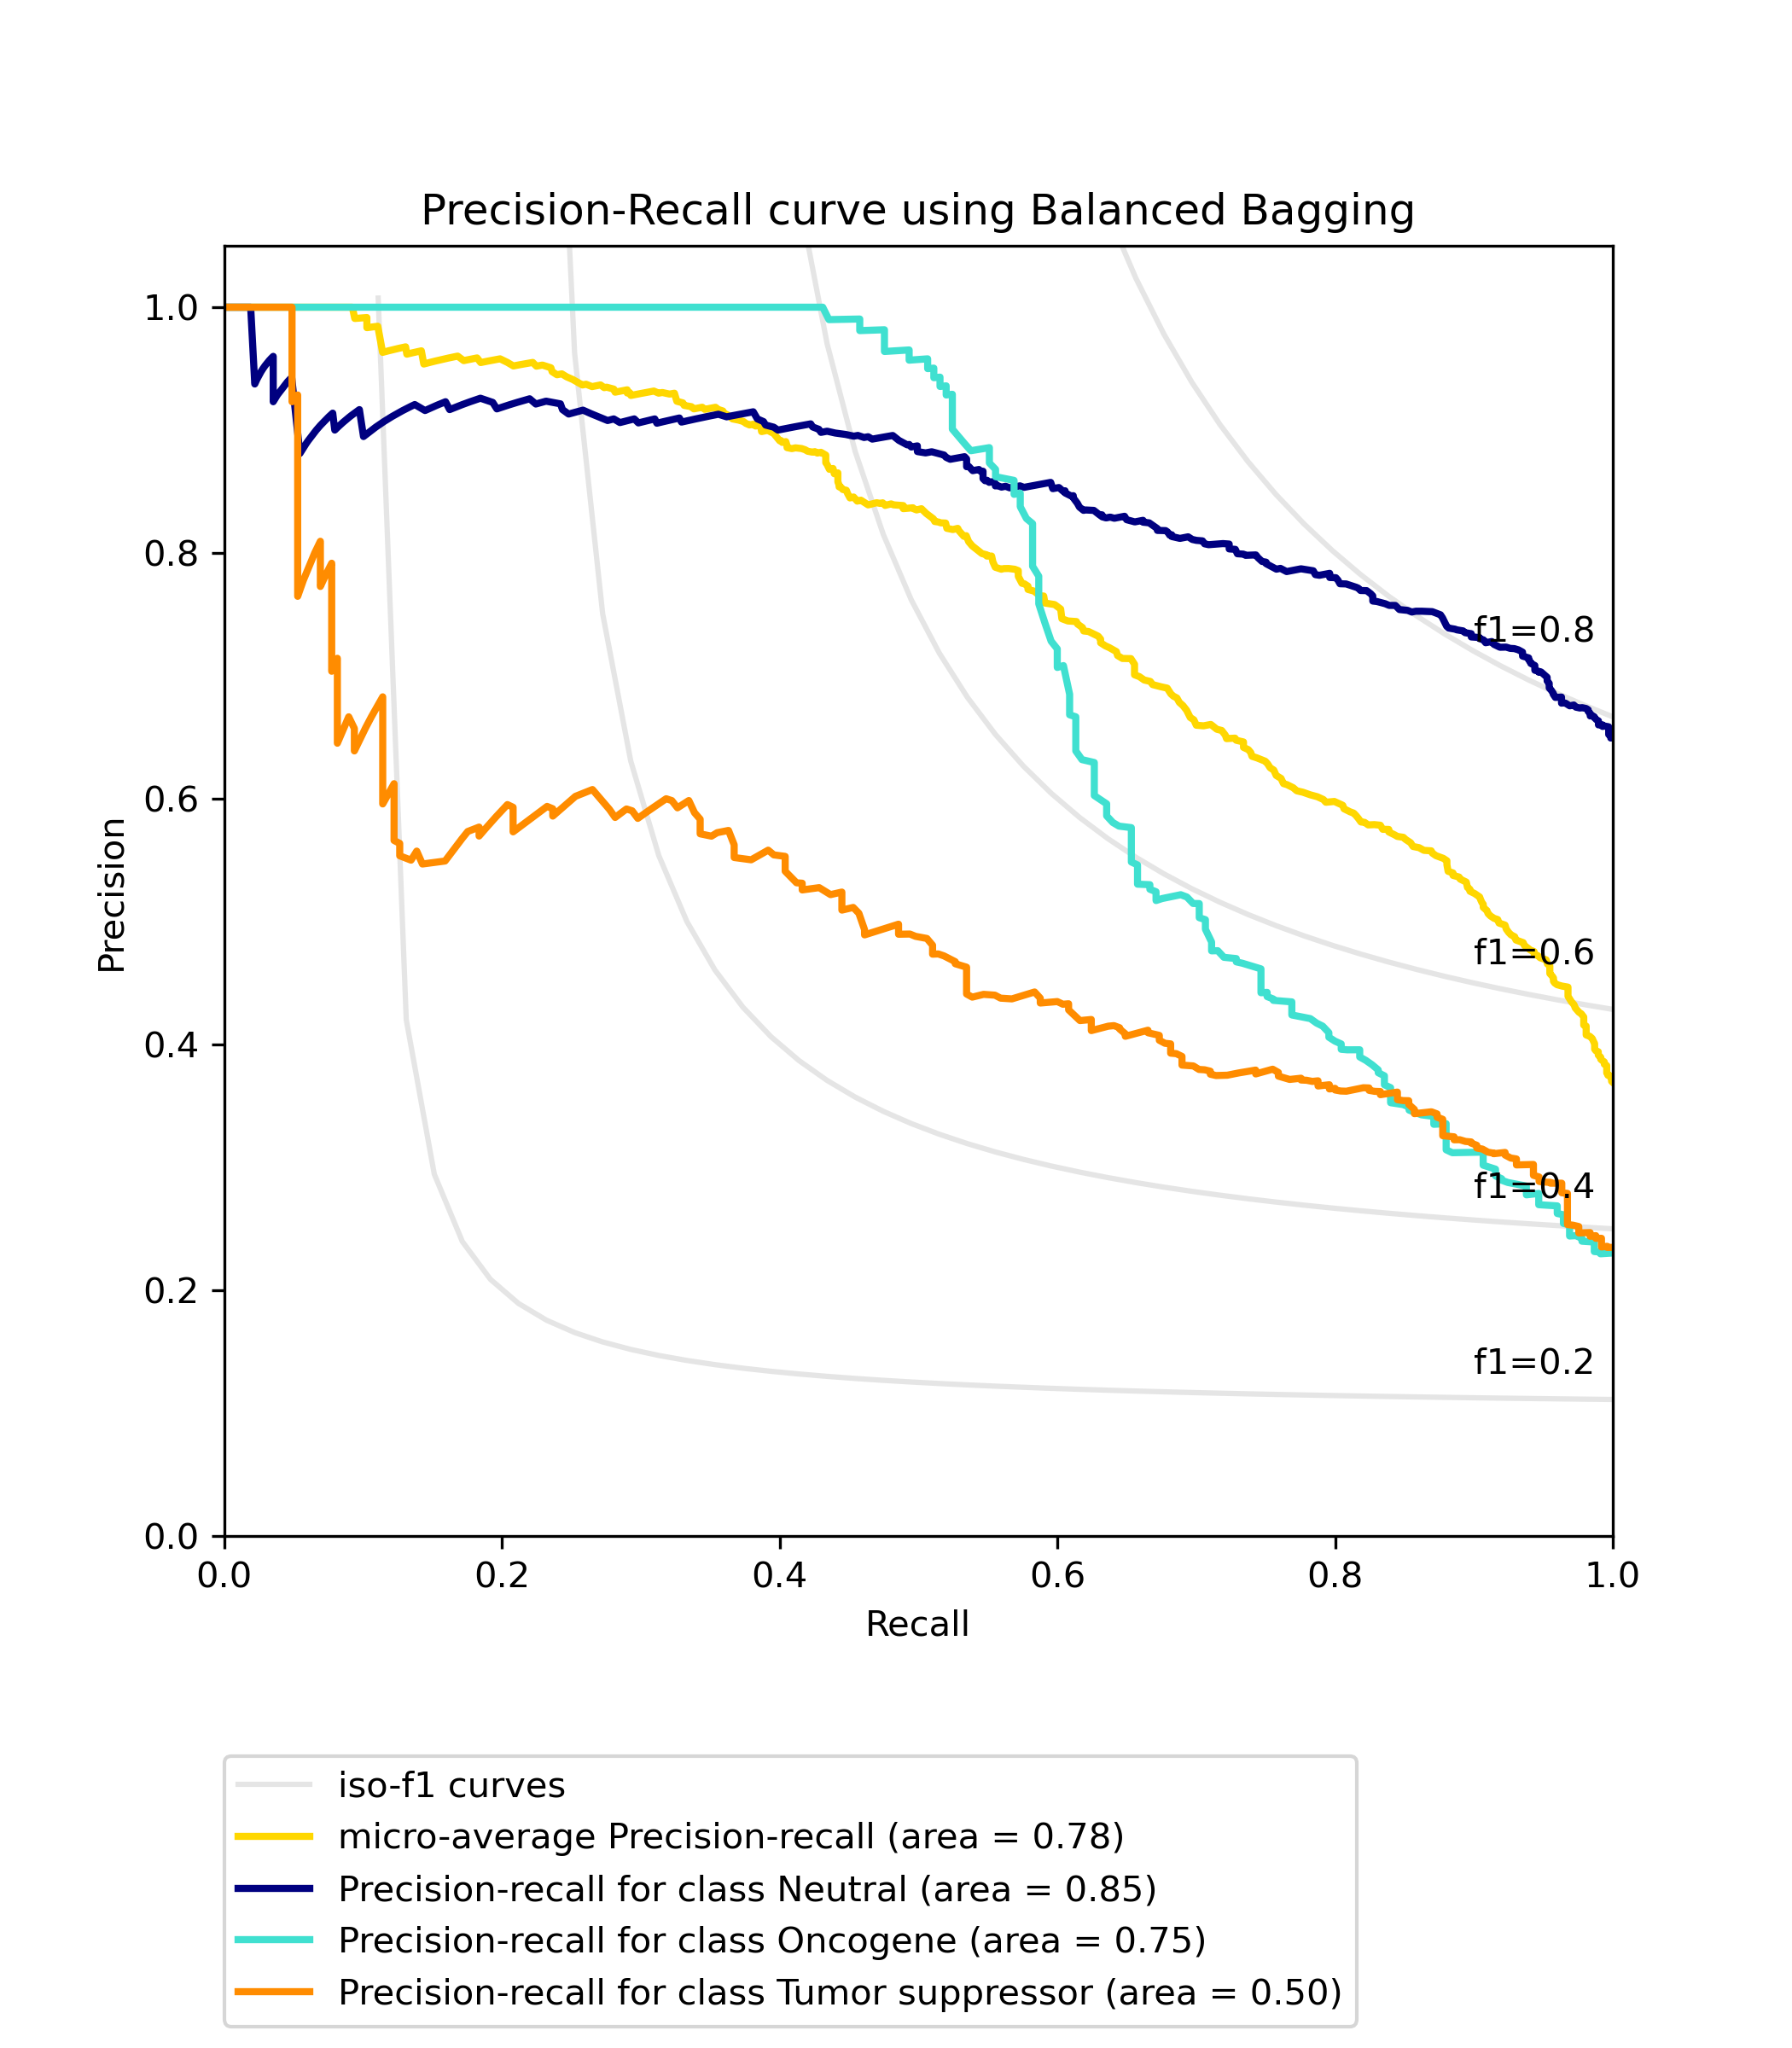 Precision-Recall curve using Balanced Bagging
1.0
0.8
0.6
0.4
0.2
0.0
Precision
f1=0.8
f1=0.6
f1=0.4
f1=0.2
0.0 0.2 0.4 0.6 0.8 1.0
Recall
iso-f1 curves
micro-average Precision-recall (area = 0.78)
Precision-recall for class Neutral (area = 0.85)
Precision-recall for class Oncogene (area = 0.75)
Precision-recall for class Tumor suppressor (area = 0.50)